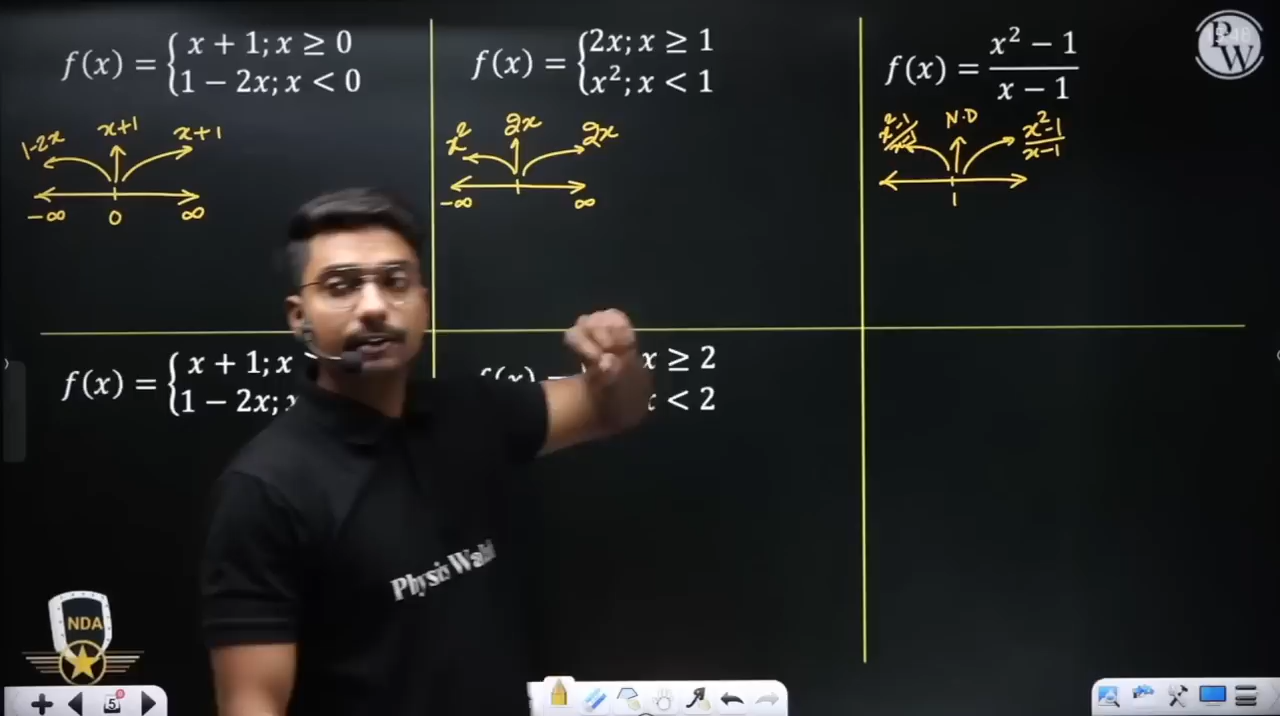 f(x) = { x + 1; x ≥ 0
1 − 2x; x < 0
1-2x x+1 x+1
-∞ 0 ∞
f(x) = { 2x; x ≥ 1
x²; x < 1
x² 2x 2x
-∞ ∞
f(x) = x² − 1
x − 1
N.D x²-1
x-1
1
PW
f(x) = { x + 1; x
1 − 2x;
x ≥ 2
< 2
Physics Wallah
NDA
5